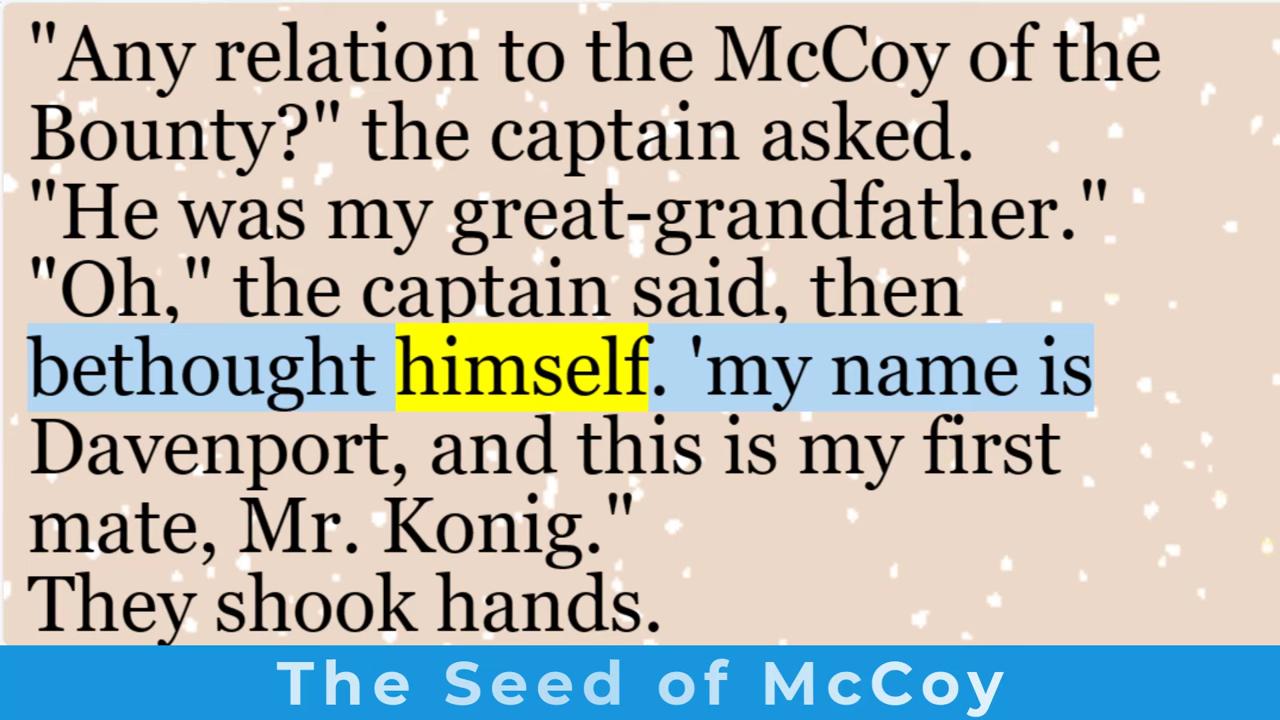 "Any relation to the McCoy of the
Bounty?" the captain asked.
"He was my great-grandfather."
"Oh," the captain said, then
bethought himself. 'my name is
Davenport, and this is my first
mate, Mr. Konig."
They shook hands.
The Seed of McCoy